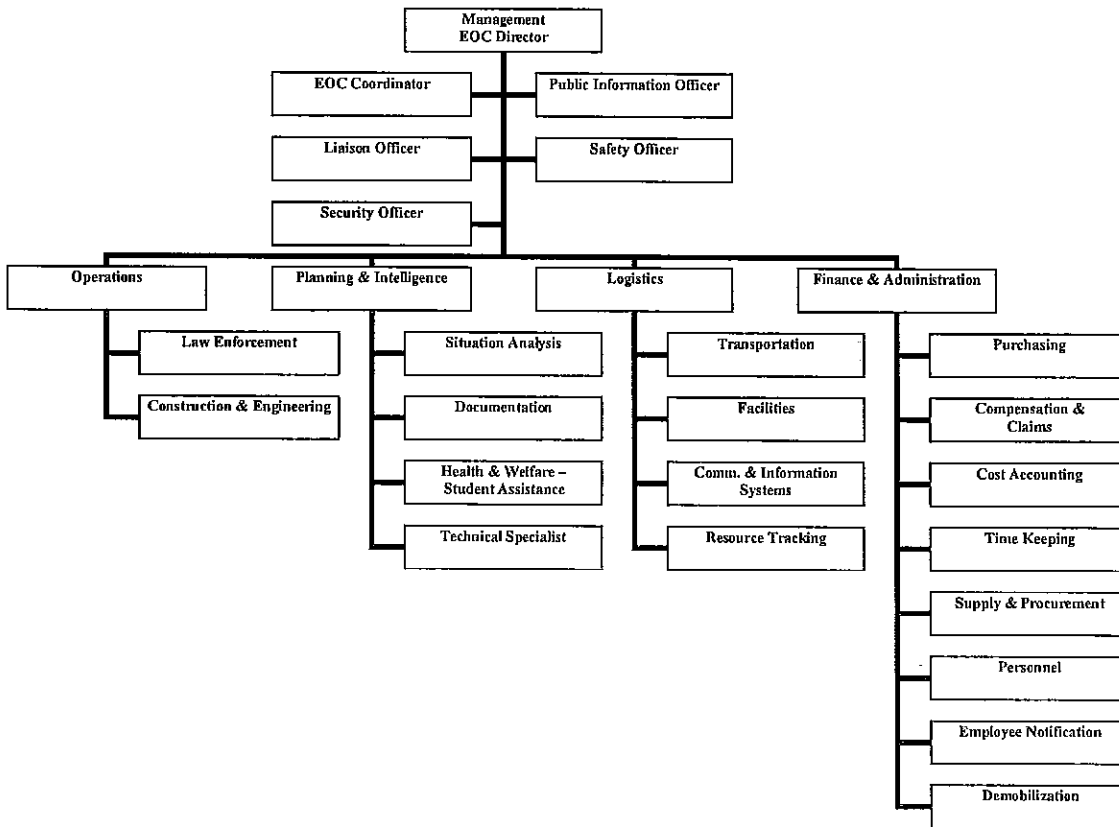 Management
EOC Director
EOC Coordinator
Public Information Officer
Liaison Officer
Safety Officer
Security Officer
Operations
Planning & Intelligence
Logistics
Finance & Administration
Law Enforcement
Situation Analysis
Transportation
Purchasing
Construction & Engineering
Documentation
Facilities
Compensation &
Claims
Health & Welfare –
Student Assistance
Comm. & Information
Systems
Cost Accounting
Technical Specialist
Resource Tracking
Time Keeping
Supply & Procurement
Personnel
Employee Notification
Demobilization